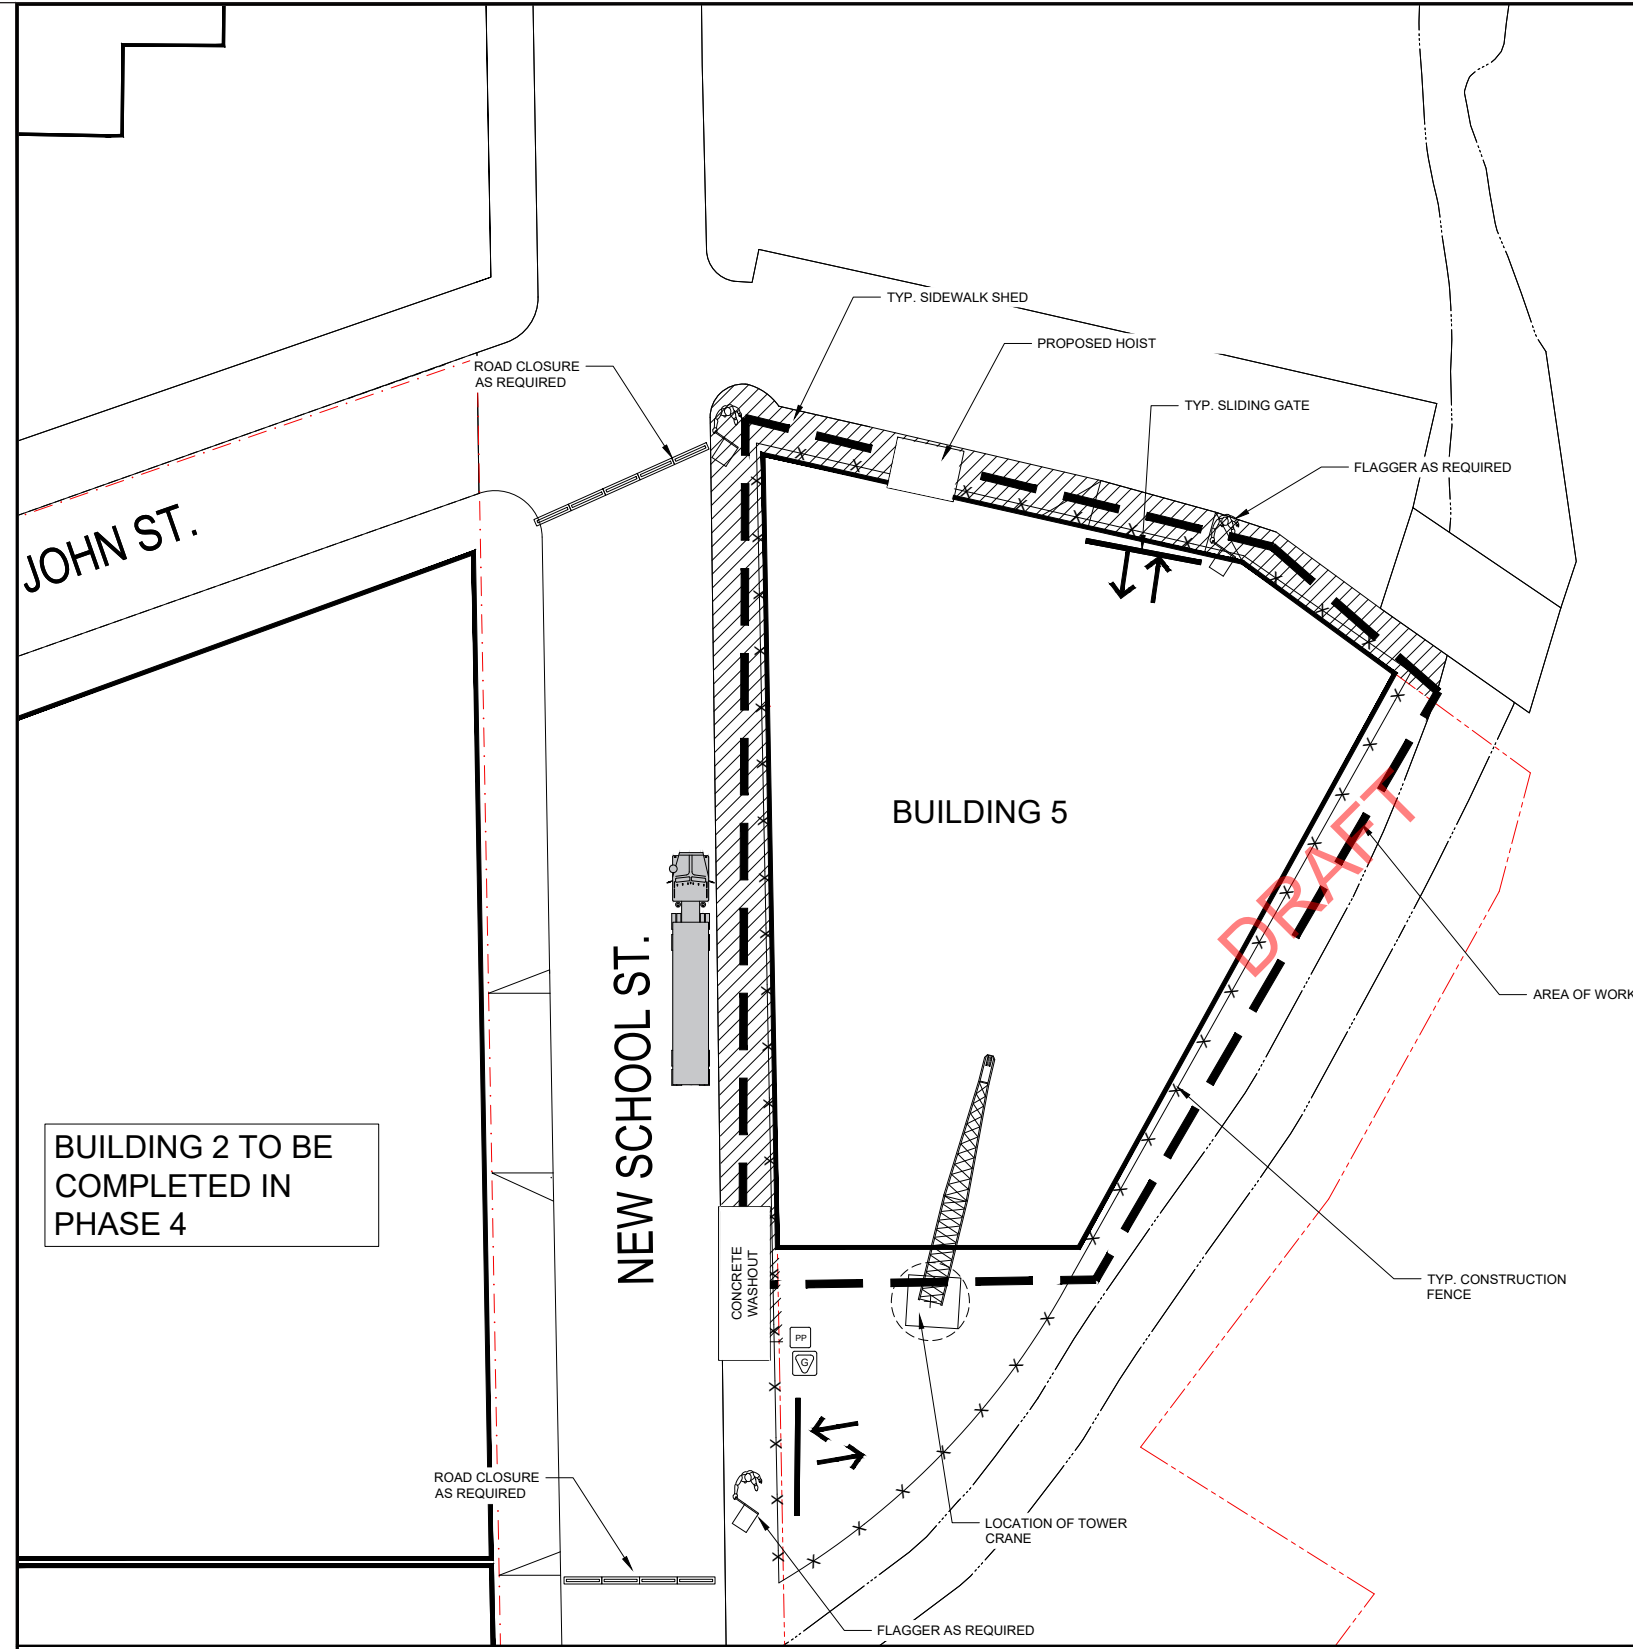 TYP. SIDEWALK SHED
PROPOSED HOIST
ROAD CLOSURE
AS REQUIRED
TYP. SLIDING GATE
FLAGGER AS REQUIRED
JOHN ST.
BUILDING 5
DRAFT
NEW SCHOOL ST.
AREA OF WORK
BUILDING 2 TO BE
COMPLETED IN
PHASE 4
CONCRETE
WASHOUT
TYP. CONSTRUCTION
FENCE
PP
G
ROAD CLOSURE
AS REQUIRED
LOCATION OF TOWER
CRANE
FLAGGER AS REQUIRED